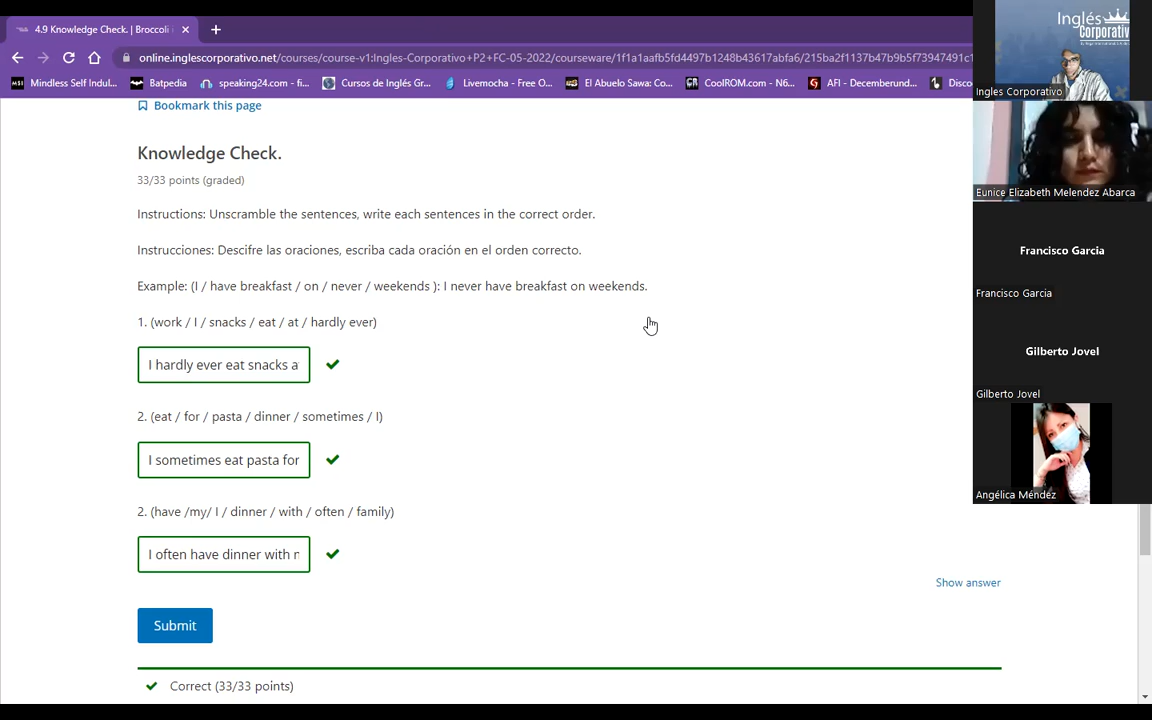 4.9 Knowledge Check. | Broccoli
online.inglescorporativo.net/courses/course-v1:Ingles-Corporativo+P2+FC-05-2022/courseware/1f1a1aafb5fd4497b1248b43617abfa6/215ba2f1137b47b9b5f73947491c1
Mindless Self Indul... Batpedia speaking24.com - fi... Cursos de Inglés Gr... Livemocha - Free O... El Abuelo Sawa: Co... CoolROM.com - N6... AFI - Decemberund... Disco
Bookmark this page
Knowledge Check.
33/33 points (graded)
Instructions: Unscramble the sentences, write each sentences in the correct order.
Instrucciones: Descifre las oraciones, escriba cada oración en el orden correcto.
Example: (I / have breakfast / on / never / weekends ): I never have breakfast on weekends.
1. (work / I / snacks / eat / at / hardly ever)
I hardly ever eat snacks a
2. (eat / for / pasta / dinner / sometimes / I)
I sometimes eat pasta for
2. (have /my/ I / dinner / with / often / family)
I often have dinner with
Show answer
Submit
Correct (33/33 points)
Inglés
Corporativo
Ingles Corporativo
Eunice Elizabeth Melendez Abarca
Francisco Garcia
Francisco Garcia
Gilberto Jovel
Gilberto Jovel
Angélica Méndez